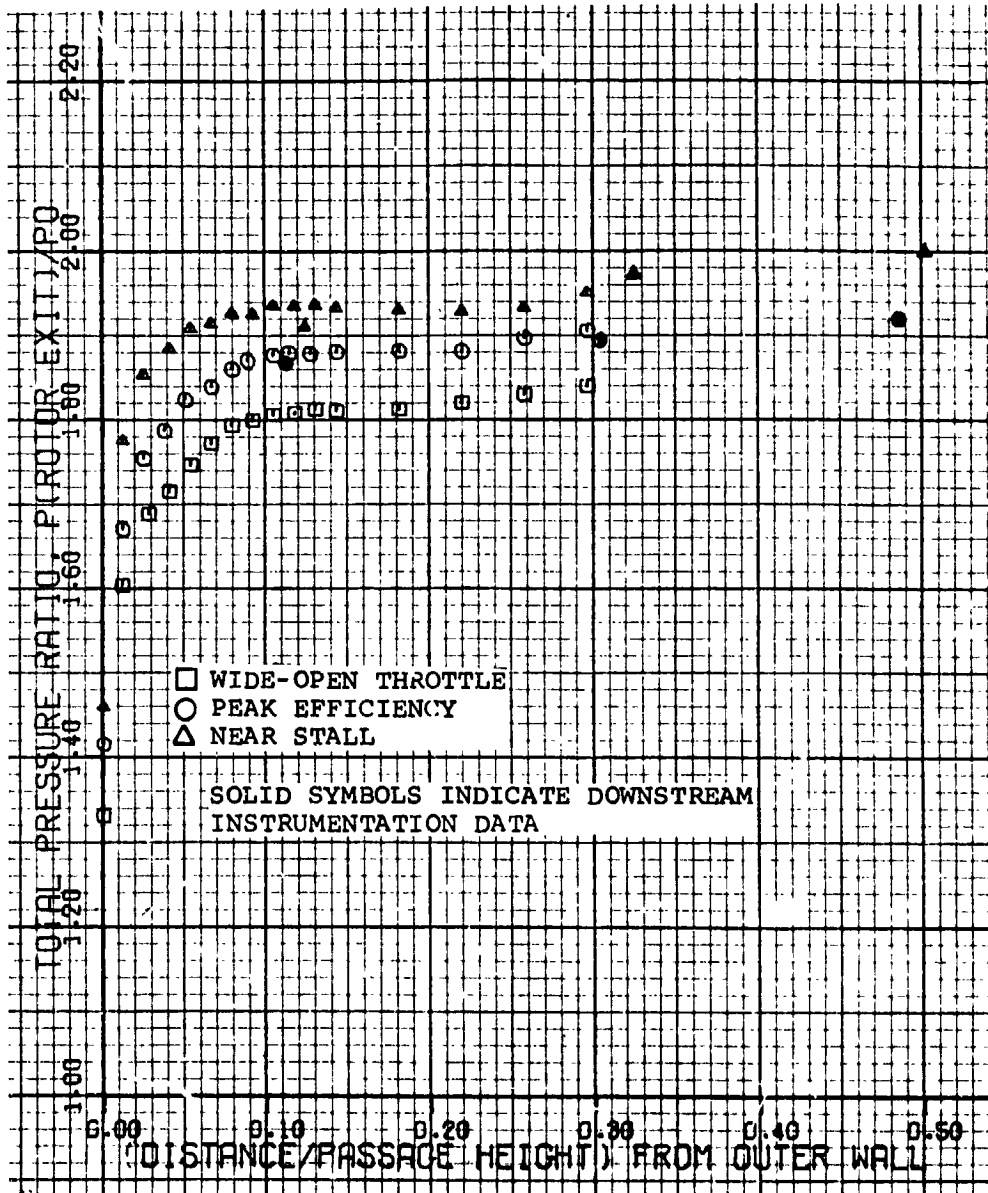 TOTAL PRESSURE RATIO, P(ROTOR EXIT)/PO
2.20
2.00
1.80
1.60
1.40
1.20
1.00
WIDE-OPEN THROTTLE
PEAK EFFICIENCY
NEAR STALL
SOLID SYMBOLS INDICATE DOWNSTREAM
INSTRUMENTATION DATA
0.00 0.10 0.20 0.30 0.40 0.50
(DISTANCE/PASSAGE HEIGHT) FROM OUTER WALL